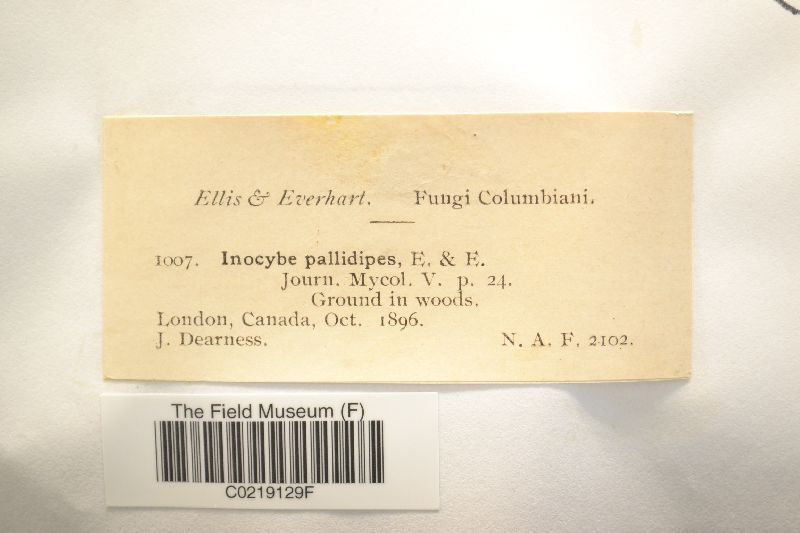 Ellis & Everhart. Fungi Columbiani.
1007. Inocybe pallidipes, E. & E.
Journ. Mycol. V. p. 24.
Ground in woods.
London, Canada, Oct. 1896.
J. Dearness. N. A. F. 2102.
The Field Museum (F)
C0219129F